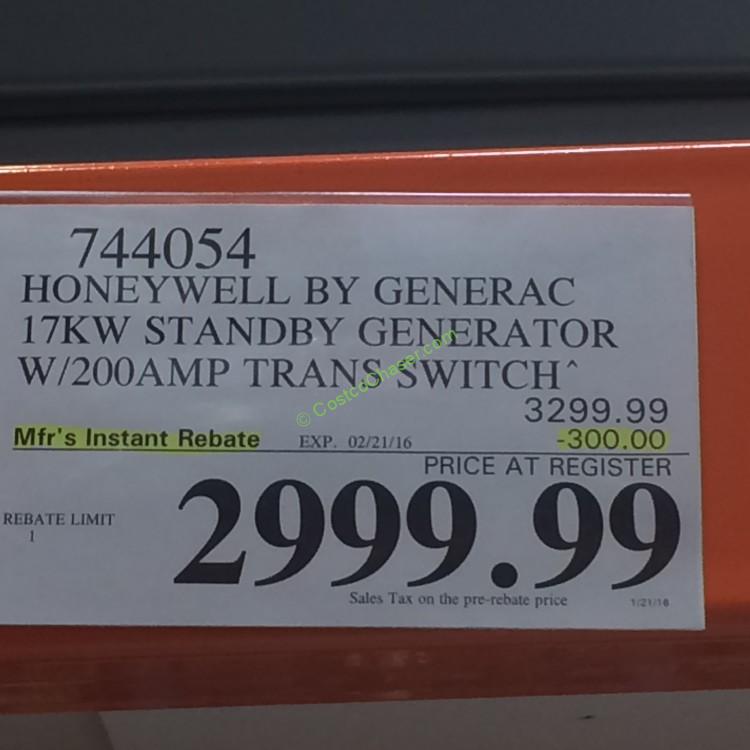 744054
HONEYWELL BY GENERAC
17KW STANDBY GENERATOR
W/200AMP TRANS SWITCH^
© CostcoChaser.com
3299.99
Mfr's Instant Rebate EXP. 02/21/16 -300.00
PRICE AT REGISTER
REBATE LIMIT
1
2999.99
Sales Tax on the pre-rebate price 1/21/16